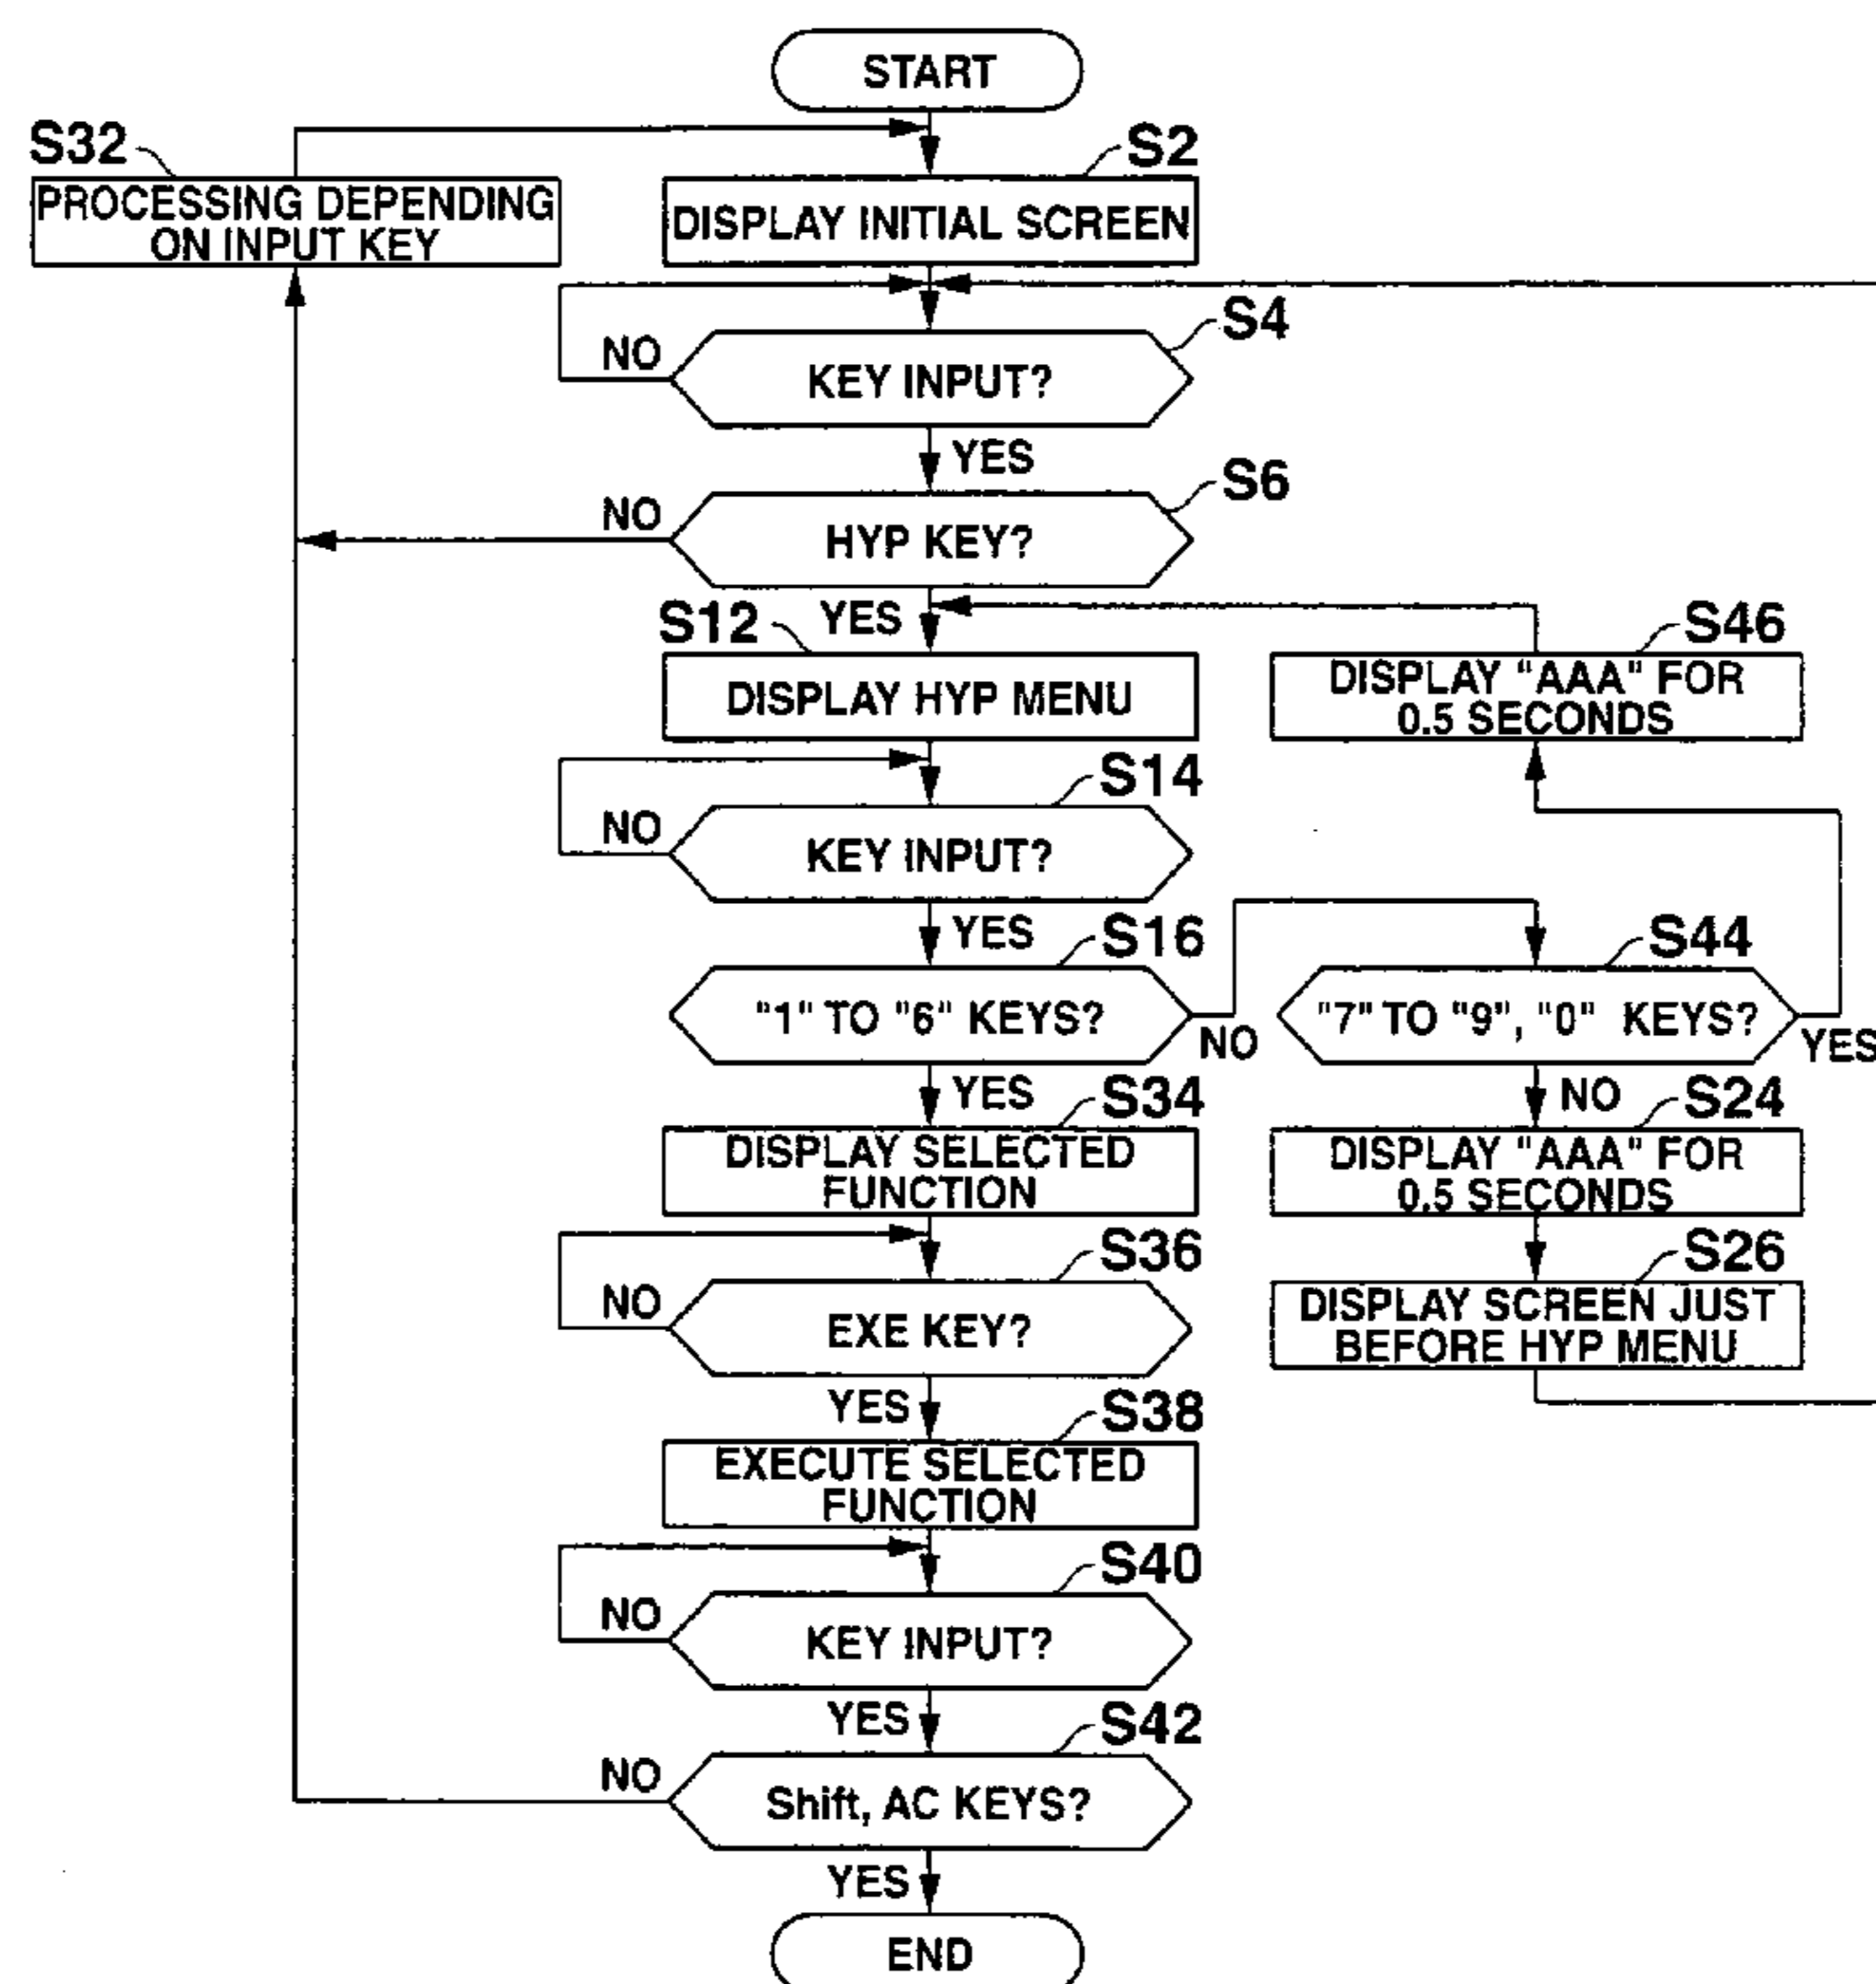 START
S32
S2
PROCESSING DEPENDING
ON INPUT KEY
DISPLAY INITIAL SCREEN
S4
NO
KEY INPUT?
YES
S6
NO
HYP KEY?
S12
YES
S46
DISPLAY HYP MENU
DISPLAY "AAA" FOR
0.5 SECONDS
S14
NO
KEY INPUT?
YES
S16
S44
"1" TO "6" KEYS?
NO
"7" TO "9", "0" KEYS?
YES
YES
S34
NO
S24
DISPLAY SELECTED
FUNCTION
DISPLAY "AAA" FOR
0.5 SECONDS
S36
S26
NO
EXE KEY?
DISPLAY SCREEN JUST
BEFORE HYP MENU
YES
S38
EXECUTE SELECTED
FUNCTION
S40
NO
KEY INPUT?
YES
S42
NO
Shift, AC KEYS?
YES
END